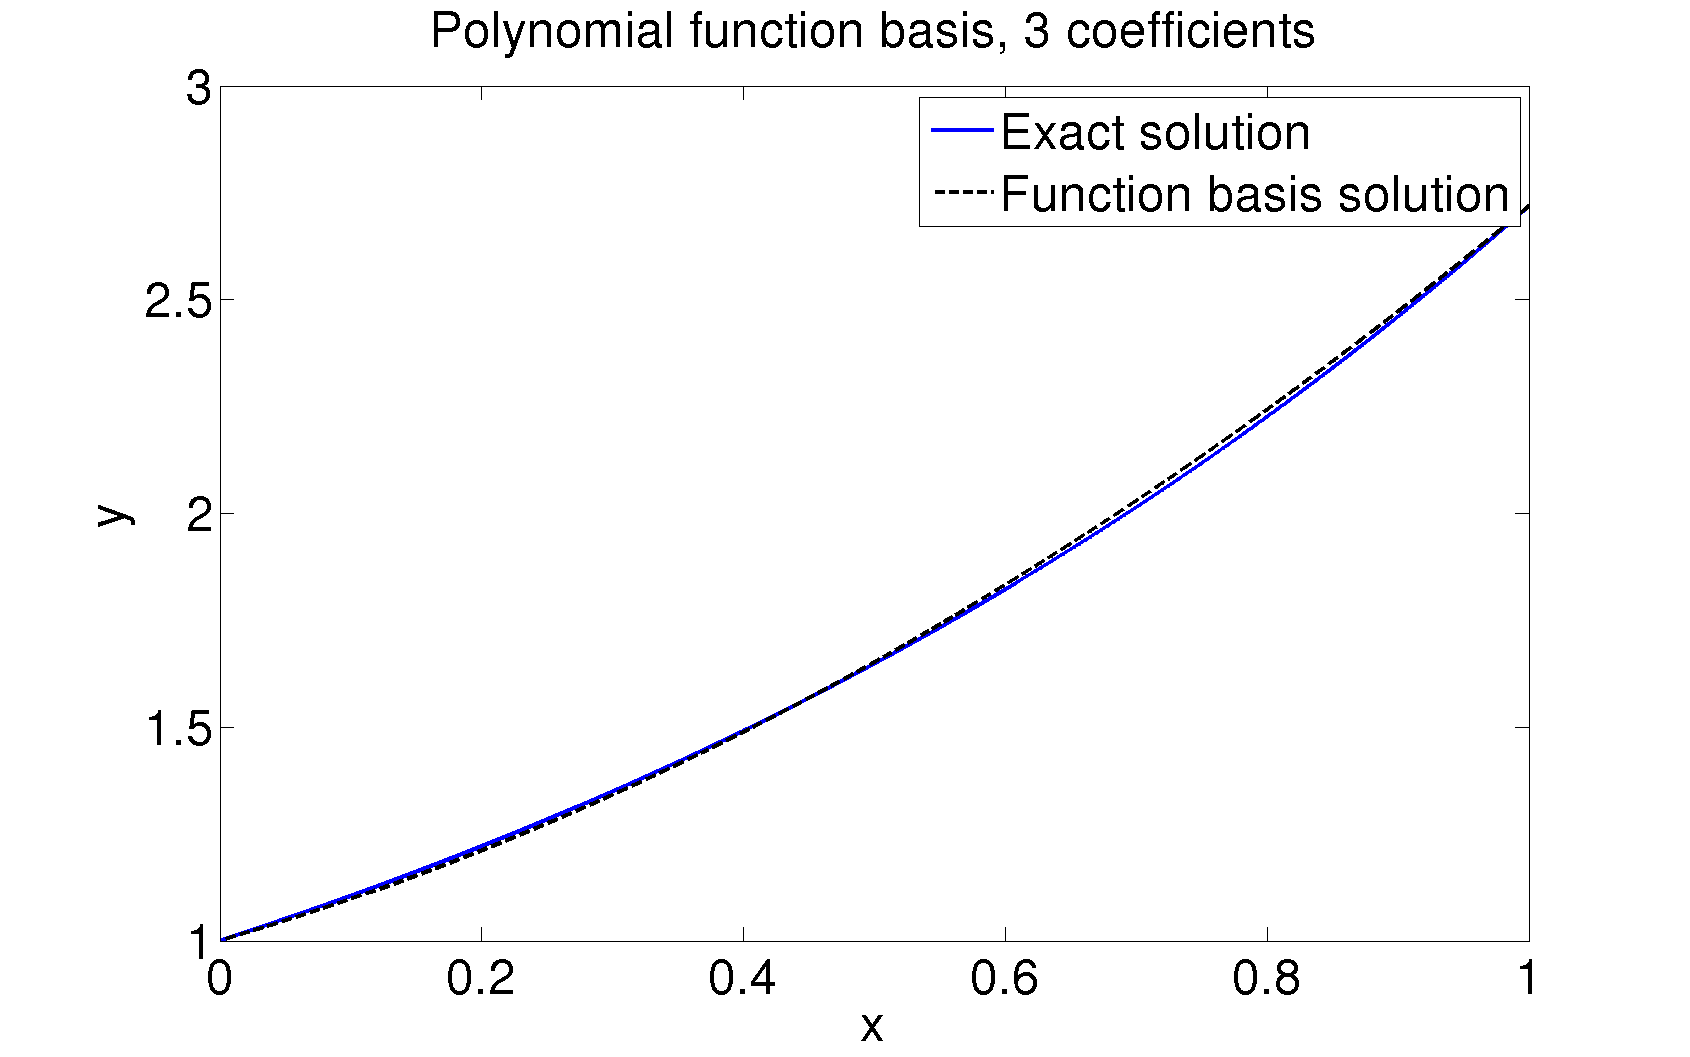 Polynomial function basis, 3 coefficients
3
Exact solution
Function basis solution
2.5
2
y
1.5
1
0 0.2 0.4 0.6 0.8 1
x